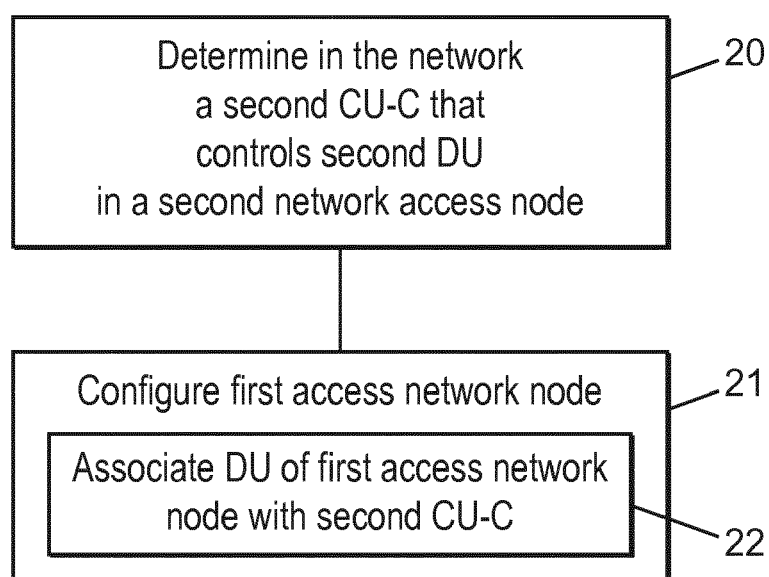 Determine in the network
a second CU-C that
controls second DU
in a second network access node
20
Configure first access network node
21
Associate DU of first access network
node with second CU-C
22